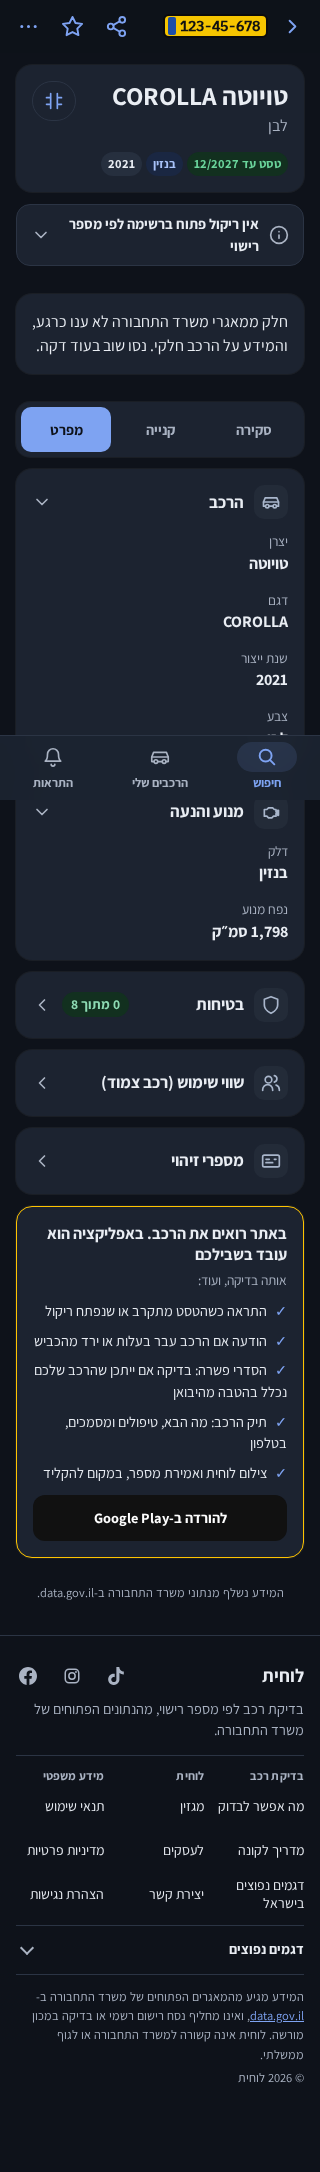 123-45-678
טויוטה COROLLA
לבן
טסט עד 12/2027
בנזין
2021
אין ריקול פתוח ברשימה לפי מספר
רישוי
חלק ממאגרי משרד התחבורה לא ענו כרגע,
והמידע על הרכב חלקי. נסו שוב בעוד דקה.
סקירה
קנייה
מפרט
הרכב
יצרן
טויוטה
דגם
COROLLA
שנת ייצור
2021
צבע
חיפוש
הרכבים שלי
התראות
מנוע והנעה
דלק
בנזין
נפח מנוע
1,798 סמ״ק
בטיחות
0 מתוך 8
שווי שימוש (רכב צמוד)
מספרי זיהוי
באתר רואים את הרכב. באפליקציה הוא
עובד בשבילכם
אותה בדיקה, ועוד:
✓ התראה כשהטסט מתקרב או שנפתח ריקול
✓ הודעה אם הרכב עבר בעלות או ירד מהכביש
✓ הסדרי פשרה: בדיקה אם ייתכן שהרכב שלכם
נכלל בהטבה מהיבואן
✓ תיק הרכב: מה הבא, טיפולים ומסמכים,
בטלפון
✓ צילום לוחית ואמירת מספר, במקום להקליד
להורדה ב-Google Play
המידע נשלף מנתוני משרד התחבורה ב-data.gov.il.
לוחית
בדיקת רכב לפי מספר רישוי, מהנתונים הפתוחים של
משרד התחבורה.
בדיקת רכב
לוחית
מידע משפטי
מה אפשר לבדוק
מגזין
תנאי שימוש
מדריך לקונה
לעסקים
מדיניות פרטיות
דגמים נפוצים
בישראל
יצירת קשר
הצהרת נגישות
דגמים נפוצים
המידע מגיע מהמאגרים הפתוחים של משרד התחבורה ב-
data.gov.il, ואינו מחליף נסח רישום רשמי או בדיקה במכון
מורשה. לוחית אינה קשורה למשרד התחבורה או לגוף
ממשלתי.
© 2026 לוחית